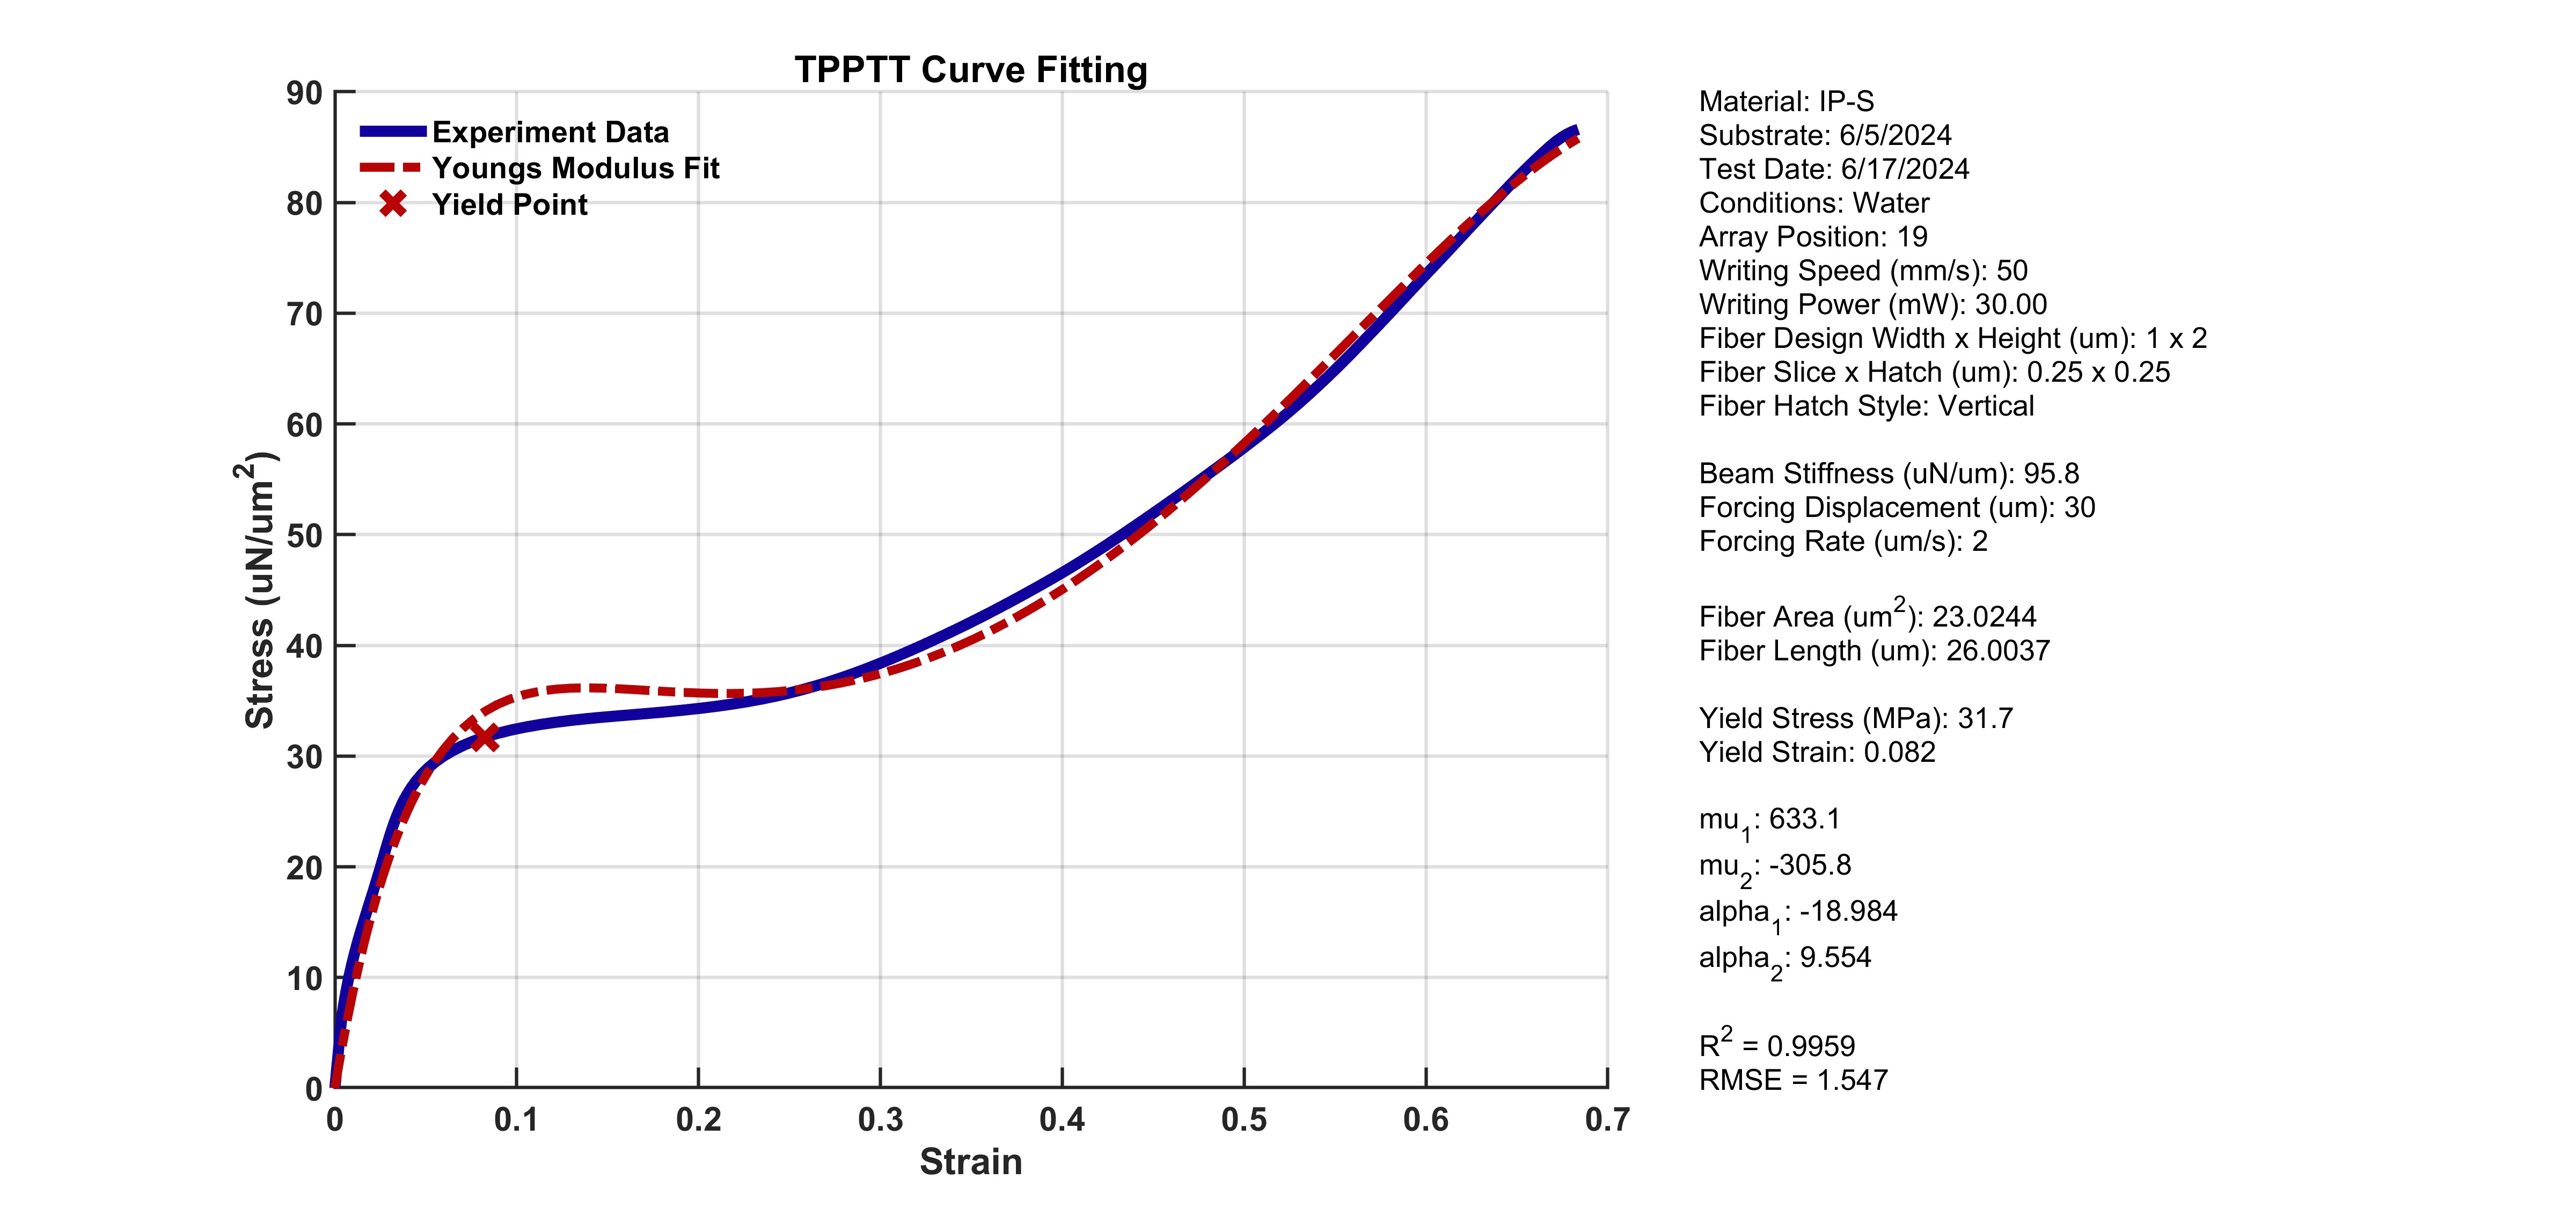 TPPTT Curve Fitting
Experiment Data
Youngs Modulus Fit
Yield Point
90
80
70
60
50
40
30
20
10
0
Stress (uN/um²)
0 0.1 0.2 0.3 0.4 0.5 0.6 0.7
Strain
Material: IP-S
Substrate: 6/5/2024
Test Date: 6/17/2024
Conditions: Water
Array Position: 19
Writing Speed (mm/s): 50
Writing Power (mW): 30.00
Fiber Design Width x Height (um): 1 x 2
Fiber Slice x Hatch (um): 0.25 x 0.25
Fiber Hatch Style: Vertical
Beam Stiffness (uN/um): 95.8
Forcing Displacement (um): 30
Forcing Rate (um/s): 2
Fiber Area (um²): 23.0244
Fiber Length (um): 26.0037
Yield Stress (MPa): 31.7
Yield Strain: 0.082
mu₁: 633.1
mu₂: -305.8
alpha₁: -18.984
alpha₂: 9.554
R² = 0.9959
RMSE = 1.547